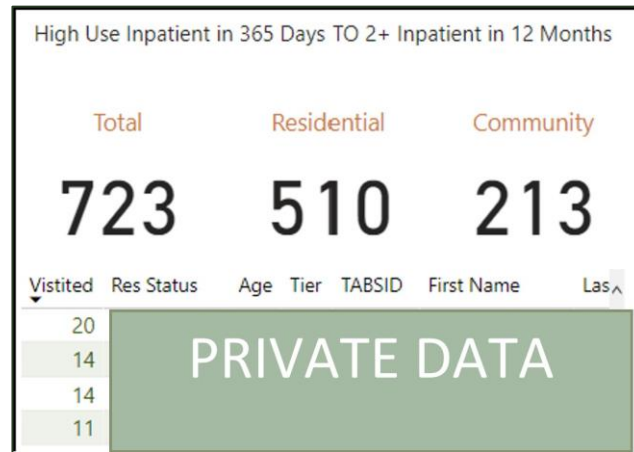 High Use Inpatient in 365 Days TO 2+ Inpatient in 12 Months
Total Residential Community
723 510 213
Vistited Res Status Age Tier TABSID First Name Las
20
14
14
11
PRIVATE DATA